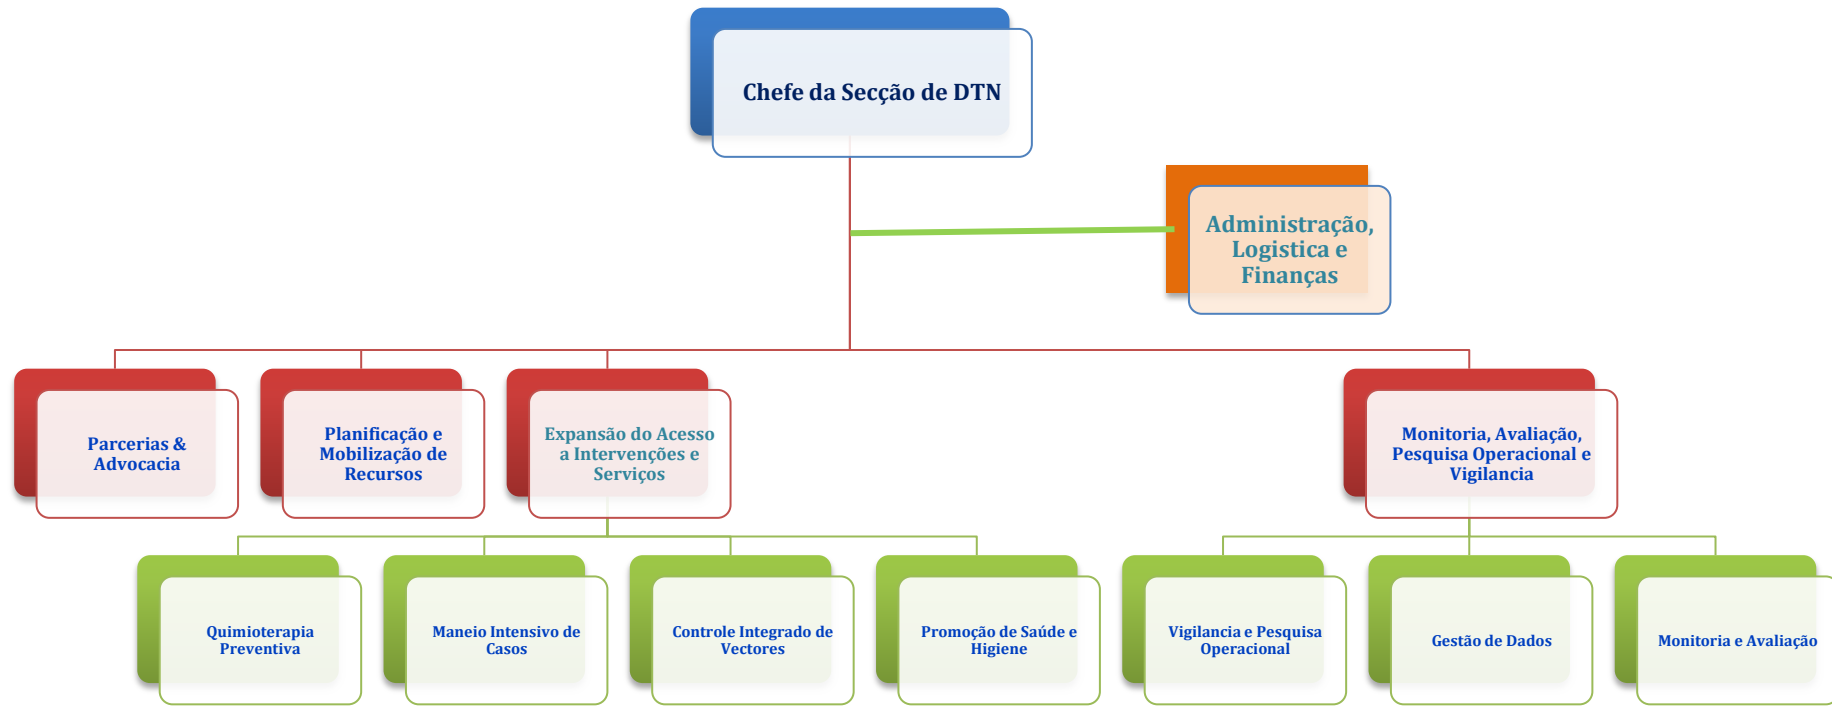 Chefe da Secção de DTN
Administração,
Logistica e
Finanças
Parcerias &
Advocacia
Planificação e
Mobilização de
Recursos
Expansão do Acesso
a Intervenções e
Serviços
Monitoria, Avaliação,
Pesquisa Operacional e
Vigilancia
Quimioterapia
Preventiva
Maneio Intensivo de
Casos
Controle Integrado de
Vectores
Promoção de Saúde e
Higiene
Vigilancia e Pesquisa
Operacional
Gestão de Dados
Monitoria e Avaliação